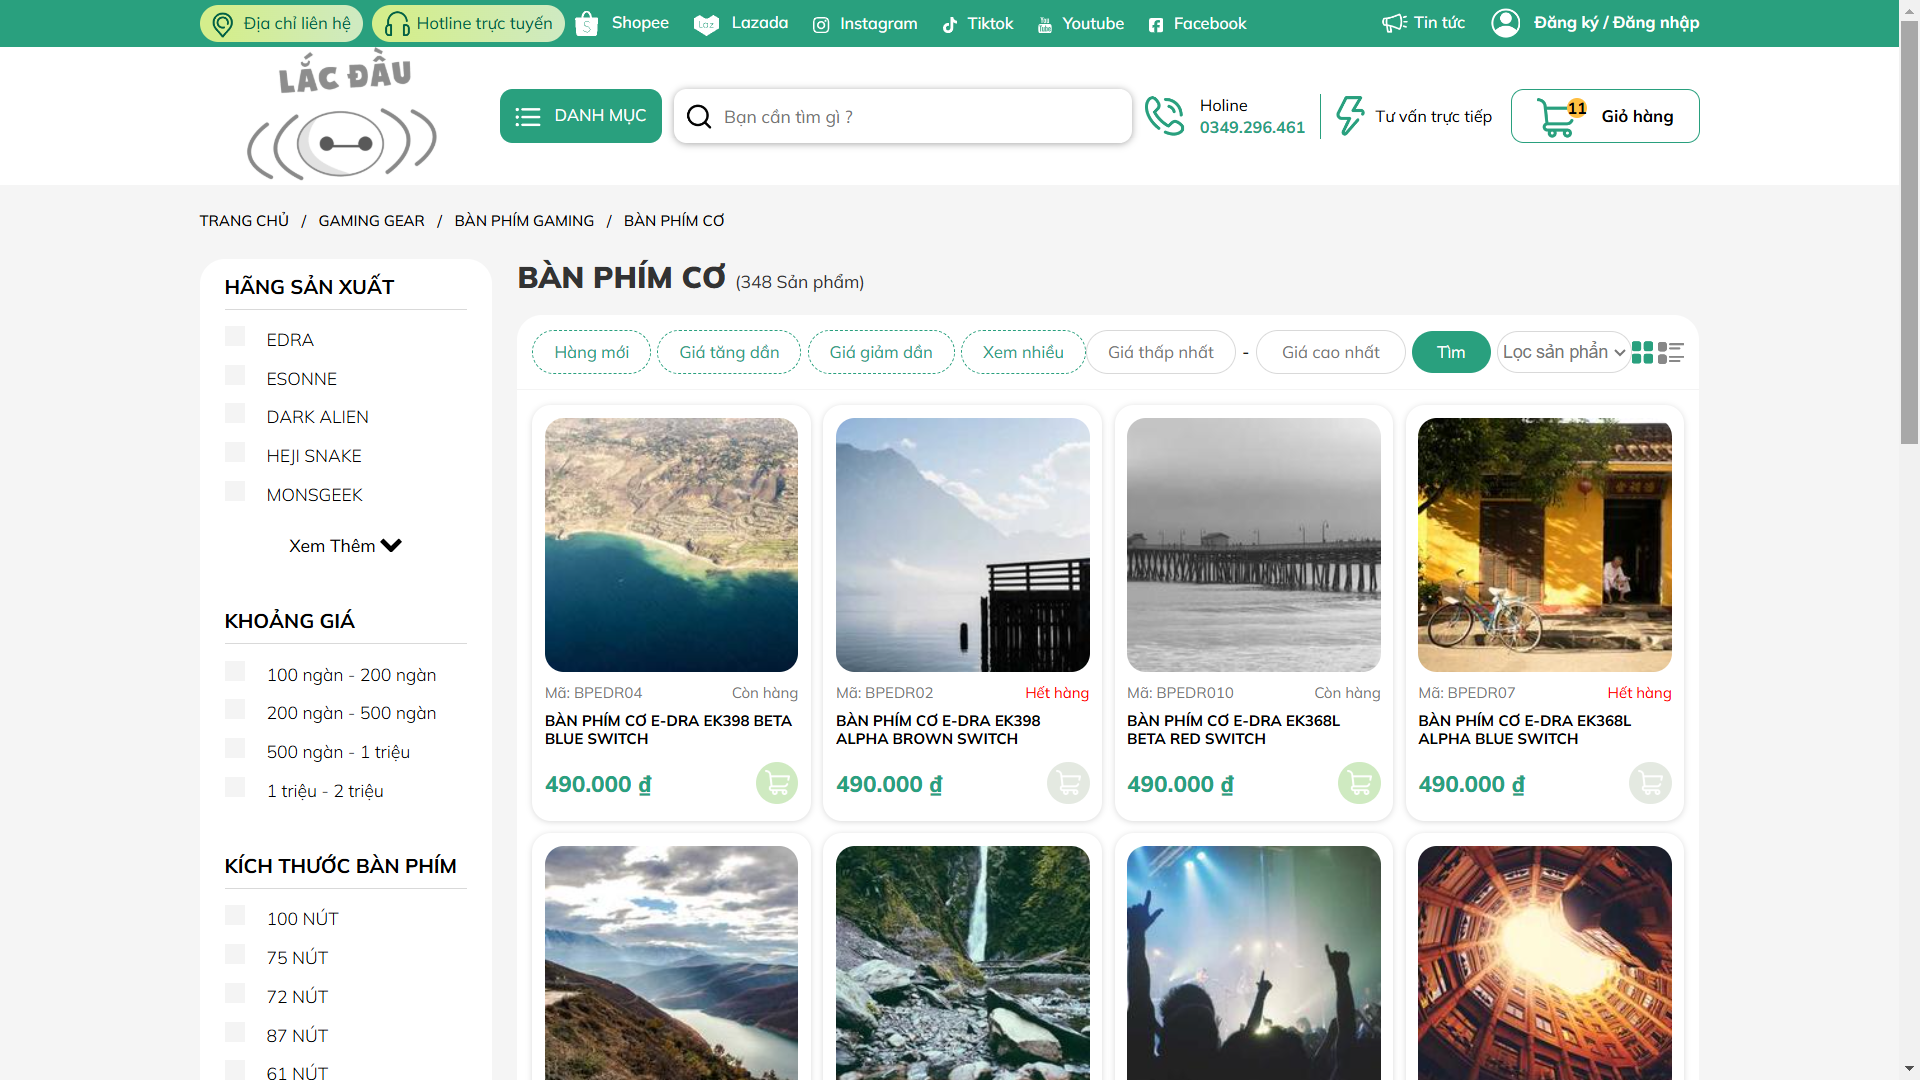 Địa chỉ liên hệ
Hotline trực tuyến
Shopee
Lazada
Instagram
Tiktok
Youtube
Facebook
Tin tức
Đăng ký / Đăng nhập
LẮC ĐẦU
DANH MỤC
Bạn cần tìm gì ?
Holine
0349.296.461
Tư vấn trực tiếp
11
Giỏ hàng
TRANG CHỦ / GAMING GEAR / BÀN PHÍM GAMING / BÀN PHÍM CƠ
HÃNG SẢN XUẤT
EDRA
ESONNE
DARK ALIEN
HEJI SNAKE
MONSGEEK
Xem Thêm
KHOẢNG GIÁ
100 ngàn - 200 ngàn
200 ngàn - 500 ngàn
500 ngàn - 1 triệu
1 triệu - 2 triệu
KÍCH THƯỚC BÀN PHÍM
100 NÚT
75 NÚT
72 NÚT
87 NÚT
61 NÚT
BÀN PHÍM CƠ (348 Sản phẩm)
Hàng mới
Giá tăng dần
Giá giảm dần
Xem nhiều
Giá thấp nhất - Giá cao nhất
Tìm
Lọc sản phẩn
Mã: BPEDR04
Còn hàng
BÀN PHÍM CƠ E-DRA EK398 BETA
BLUE SWITCH
490.000 ₫
Mã: BPEDR02
Hết hàng
BÀN PHÍM CƠ E-DRA EK398
ALPHA BROWN SWITCH
490.000 ₫
Mã: BPEDR010
Còn hàng
BÀN PHÍM CƠ E-DRA EK368L
BETA RED SWITCH
490.000 ₫
Mã: BPEDR07
Hết hàng
BÀN PHÍM CƠ E-DRA EK368L
ALPHA BLUE SWITCH
490.000 ₫